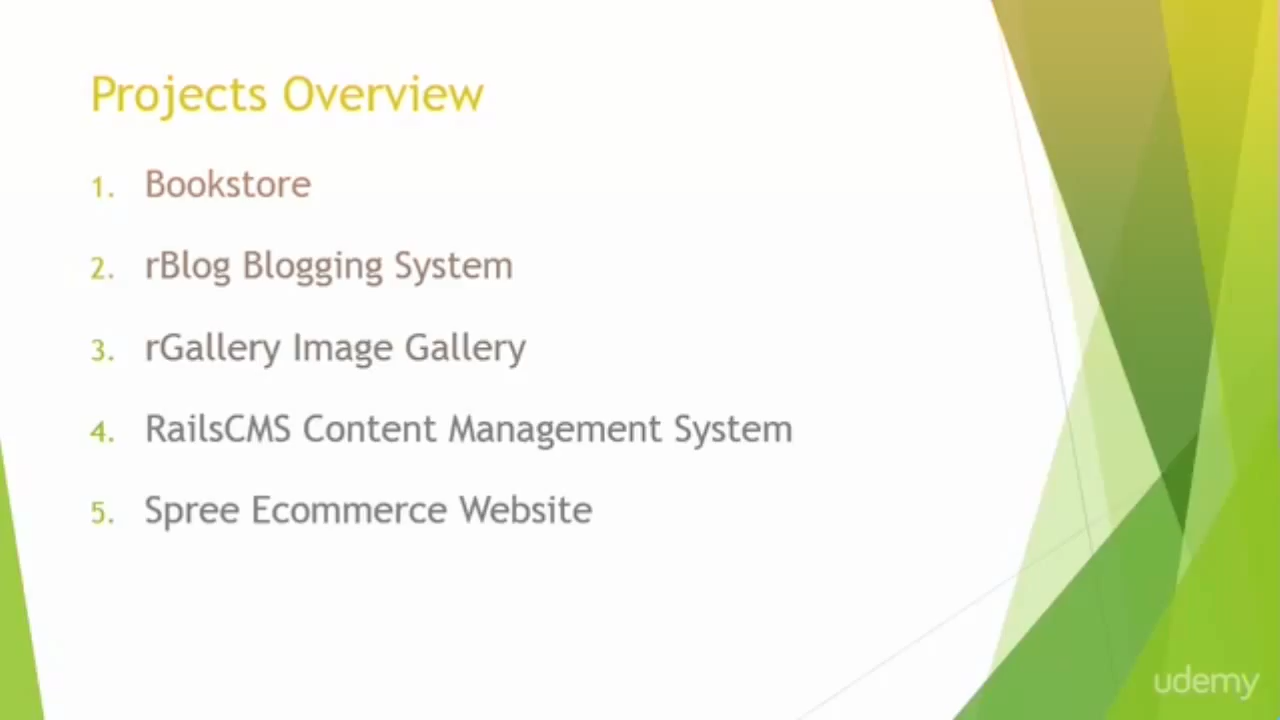 Projects Overview
1. Bookstore
2. rBlog Blogging System
3. rGallery Image Gallery
4. RailsCMS Content Management System
5. Spree Ecommerce Website
udemy